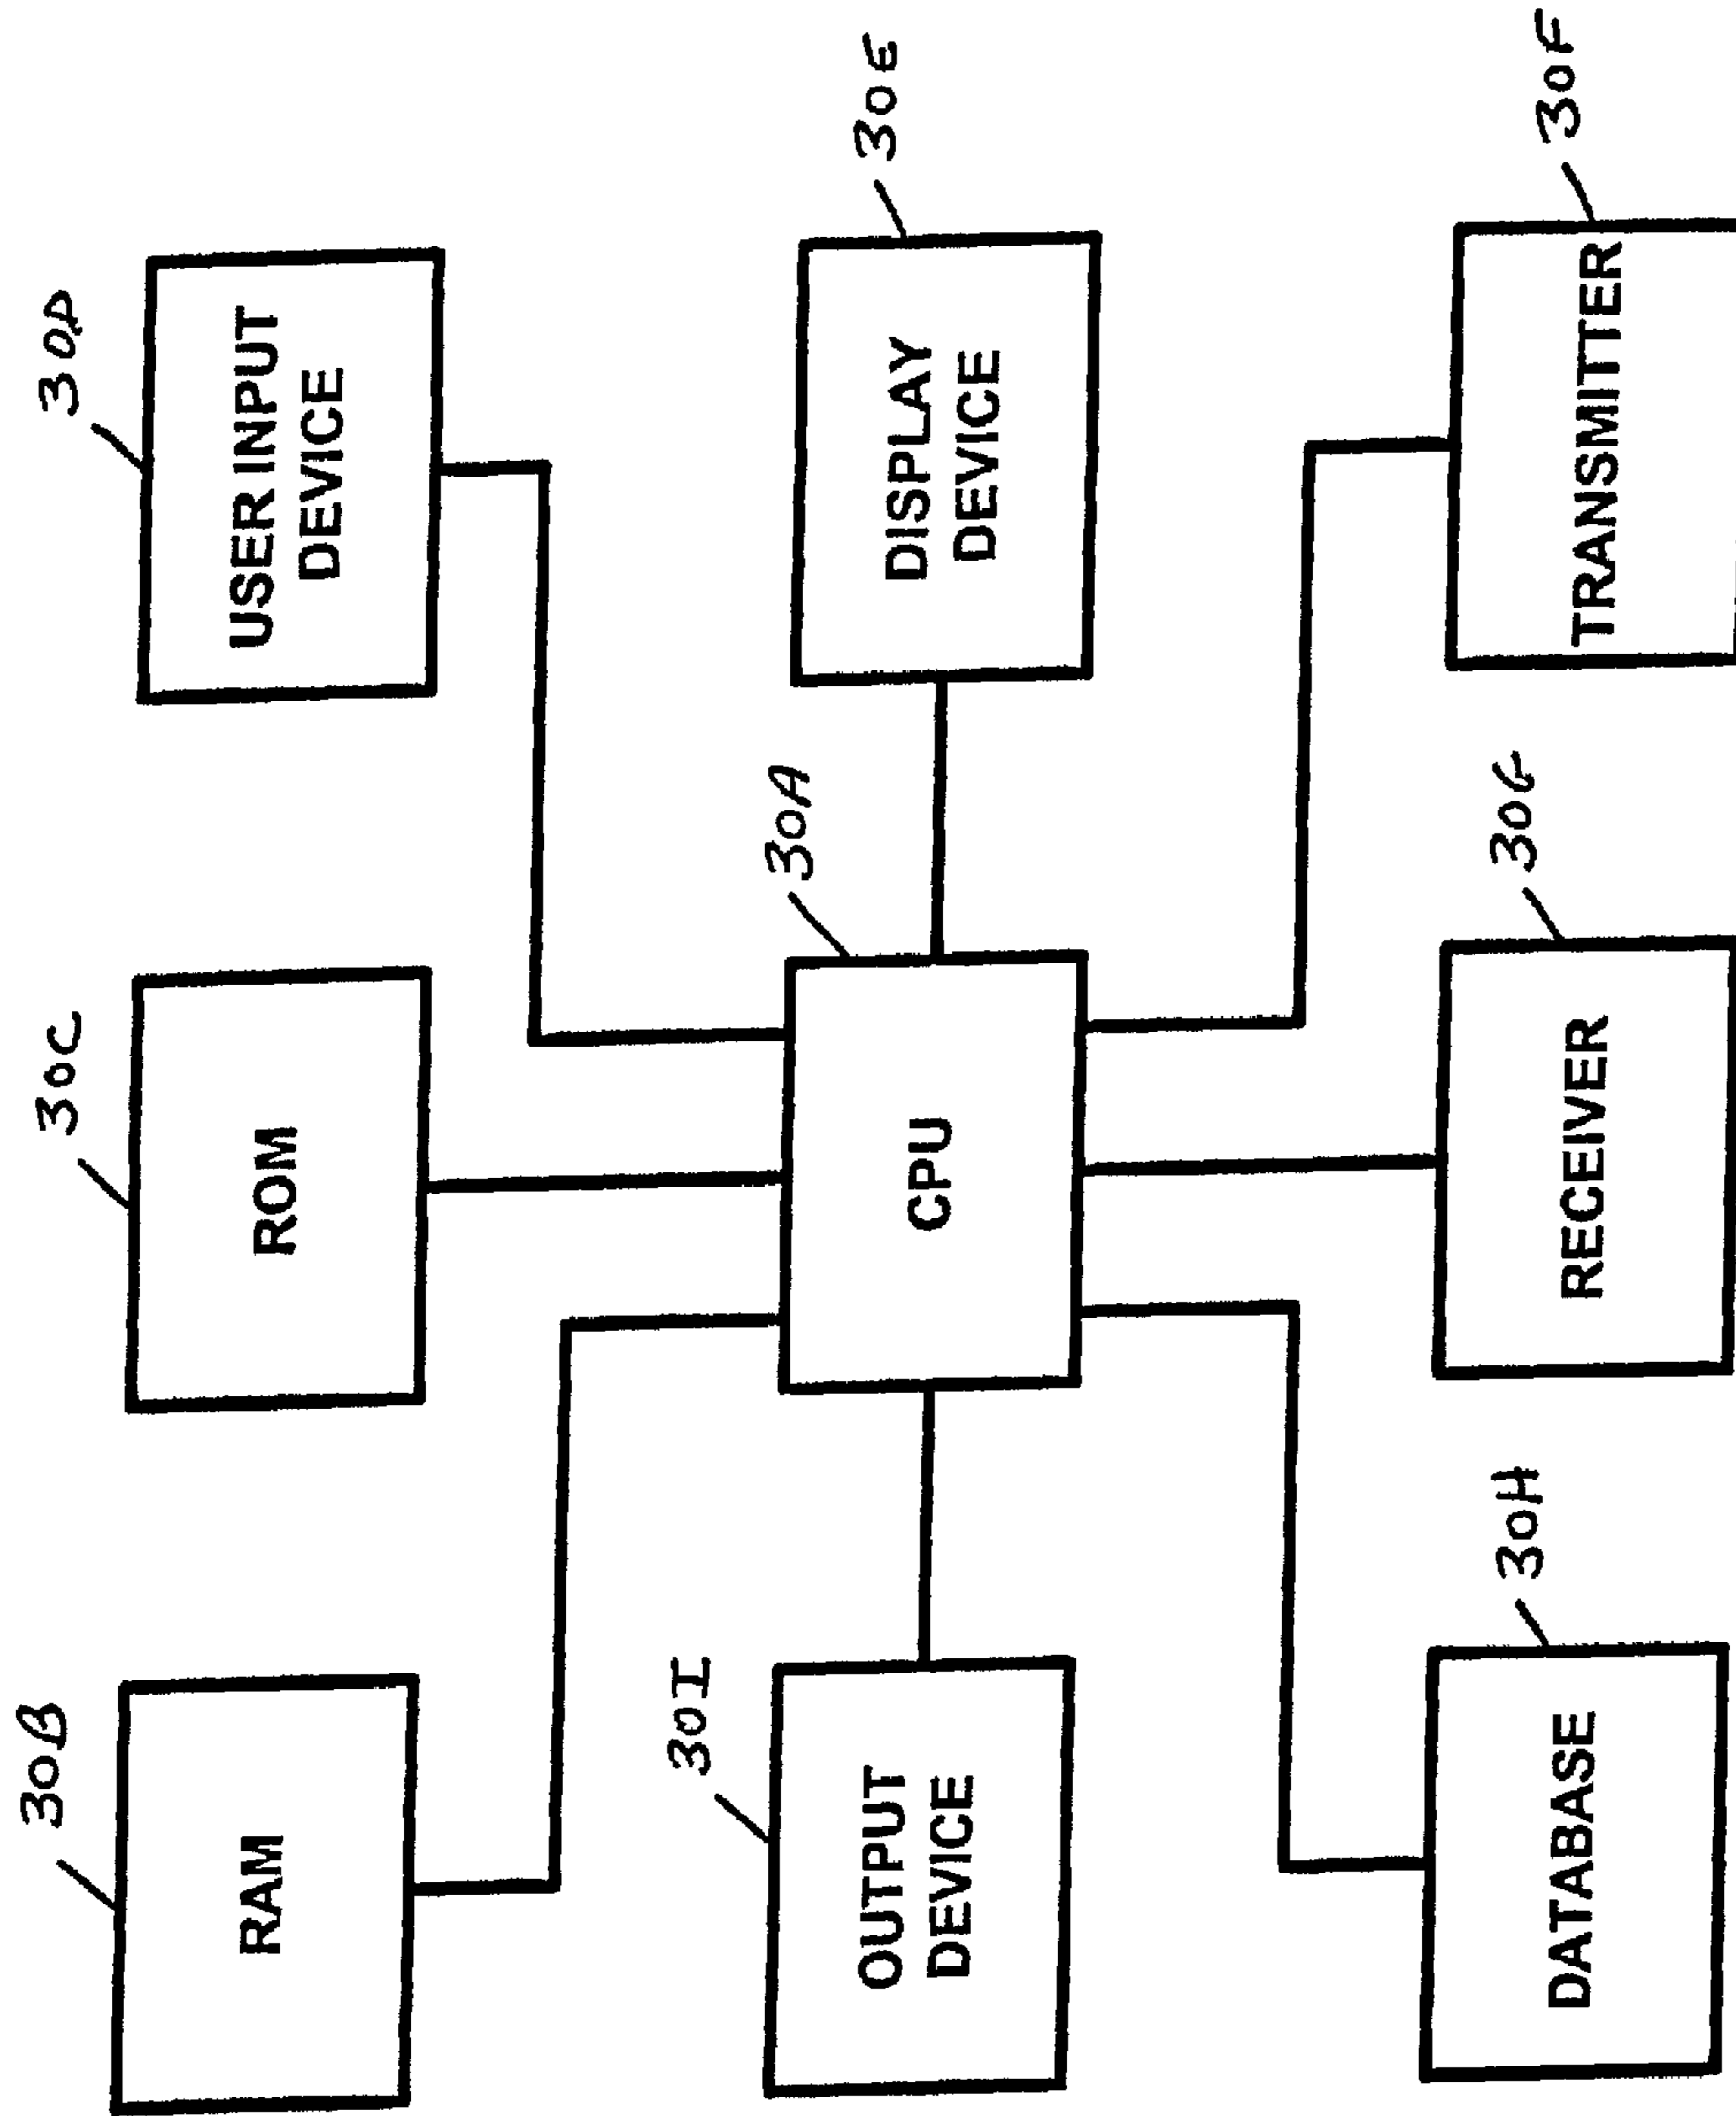 30B
RAM
30C
ROM
30D
USER INPUT
DEVICE
30I
OUTPUT
DEVICE
30A
CPU
30E
DISPLAY
DEVICE
30H
DATABASE
30G
RECEIVER
30F
TRANSMITTER